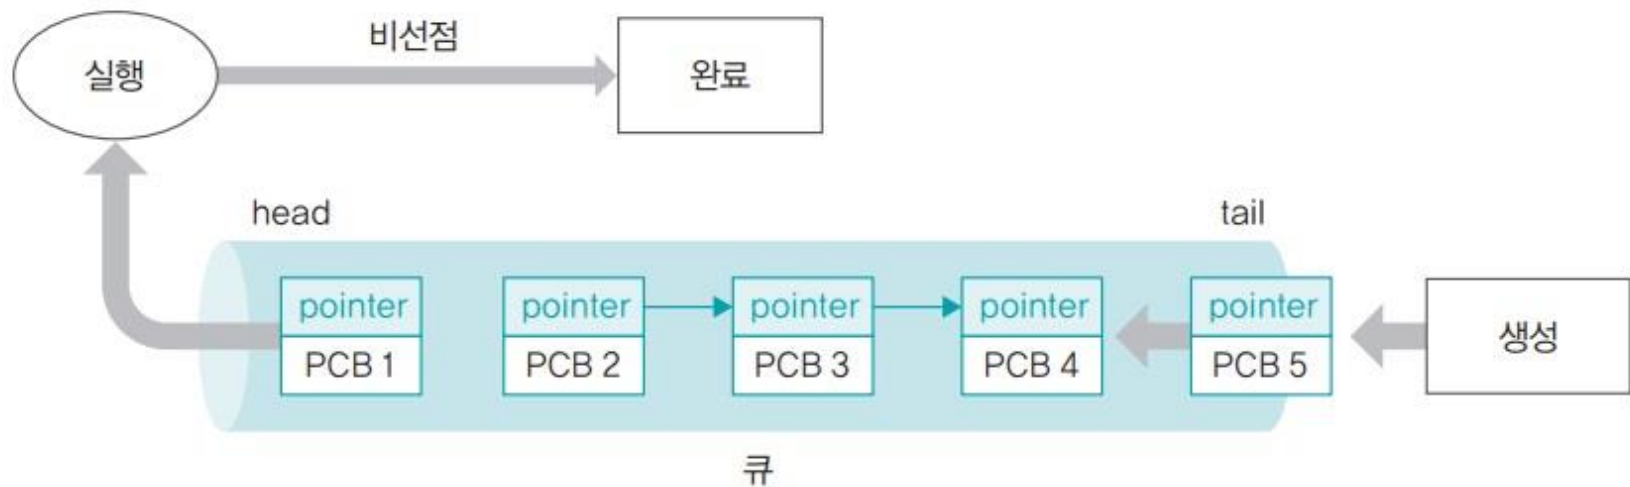 비선점
실행
완료
head
tail
pointer
pointer
pointer
pointer
pointer
생성
PCB 1
PCB 2
PCB 3
PCB 4
PCB 5
큐